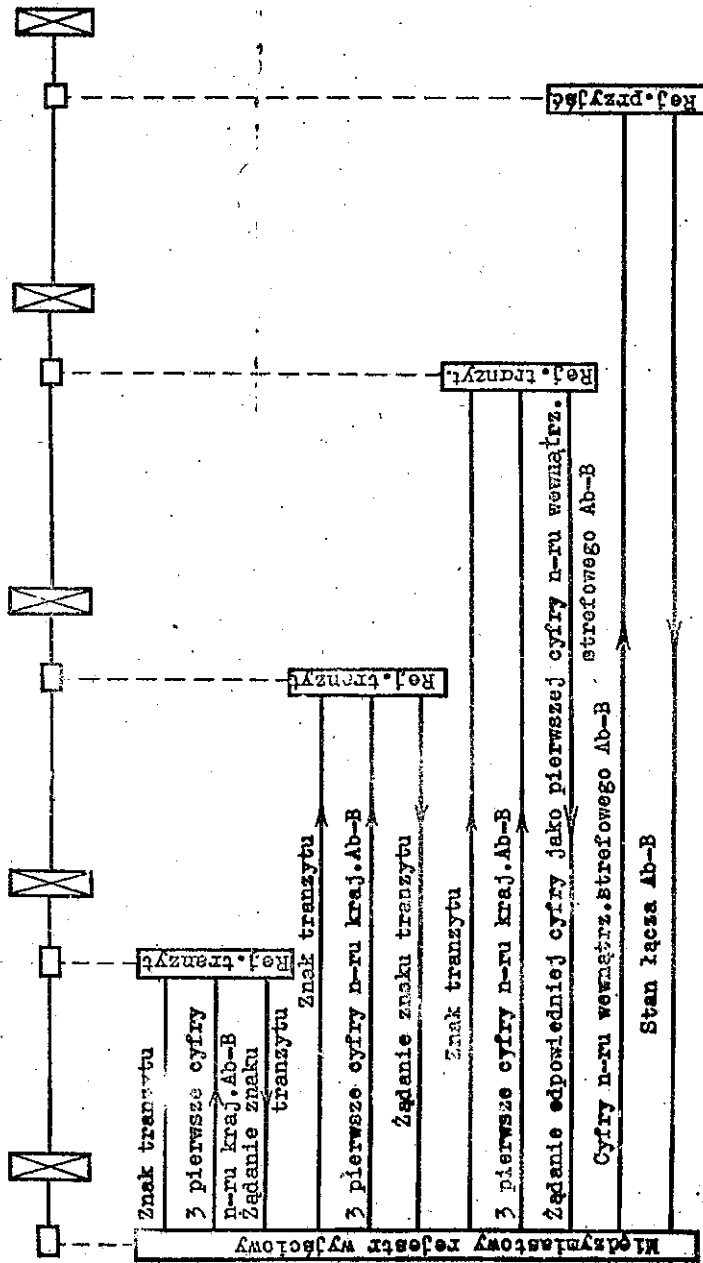 Rej.przyjść
Rej.tranzyt.
Rej.tranzyt
Rej.tranzyt
Znak tranzytu
3 pierwsze cyfry
n-ru kraj.Ab-B
Żądanie znaku
tranzytu
Znak tranzytu
3 pierwsze cyfry n-ru kraj.Ab-B
Żądanie znaku tranzytu
Znak tranzytu
3 pierwsze cyfry n-ru kraj.Ab-B
Żądanie odpowiedniej cyfry jako pierwszej cyfry n-ru wewnątrz.
strefowego Ab-B
Cyfry n-ru wewnątrz.strefowego Ab-B
Stan łącza Ab-B
Międzymiastowy rejestr wyjściowy